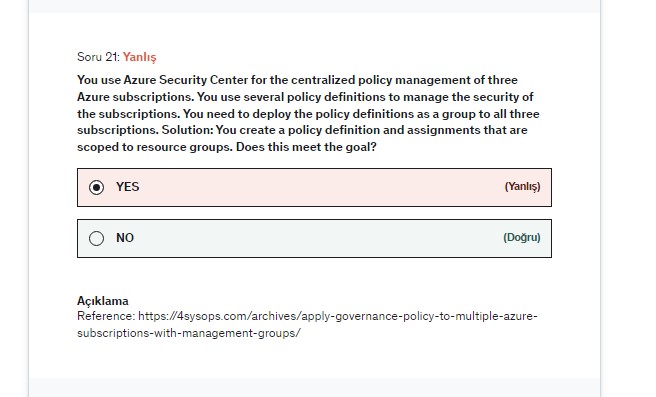 Soru 21: Yanlış
You use Azure Security Center for the centralized policy management of three
Azure subscriptions. You use several policy definitions to manage the security of
the subscriptions. You need to deploy the policy definitions as a group to all three
subscriptions. Solution: You create a policy definition and assignments that are
scoped to resource groups. Does this meet the goal?
YES (Yanlış)
NO (Doğru)
Açıklama
Reference: https://4sysops.com/archives/apply-governance-policy-to-multiple-azure-
subscriptions-with-management-groups/